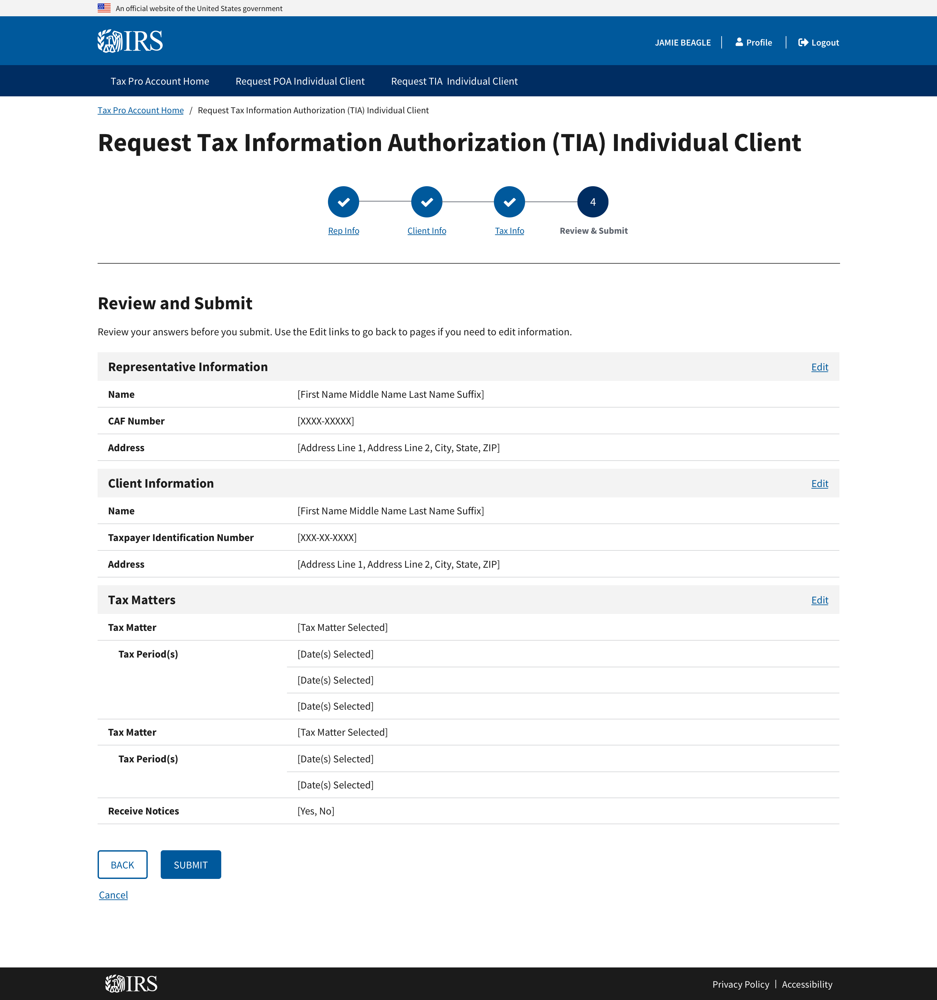 An official website of the United States government
IRS
JAMIE BEAGLE Profile Logout
Tax Pro Account Home Request POA Individual Client Request TIA Individual Client
Tax Pro Account Home / Request Tax Information Authorization (TIA) Individual Client
Request Tax Information Authorization (TIA) Individual Client
4
Rep Info Client Info Tax Info Review & Submit
Review and Submit
Review your answers before you submit. Use the Edit links to go back to pages if you need to edit information.
Representative Information Edit
Name [First Name Middle Name Last Name Suffix]
CAF Number [XXXX-XXXXX]
Address [Address Line 1, Address Line 2, City, State, ZIP]
Client Information Edit
Name [First Name Middle Name Last Name Suffix]
Taxpayer Identification Number [XXX-XX-XXXX]
Address [Address Line 1, Address Line 2, City, State, ZIP]
Tax Matters Edit
Tax Matter [Tax Matter Selected]
Tax Period(s) [Date(s) Selected]
[Date(s) Selected]
[Date(s) Selected]
Tax Matter [Tax Matter Selected]
Tax Period(s) [Date(s) Selected]
[Date(s) Selected]
Receive Notices [Yes, No]
BACK SUBMIT
Cancel
IRS
Privacy Policy | Accessibility